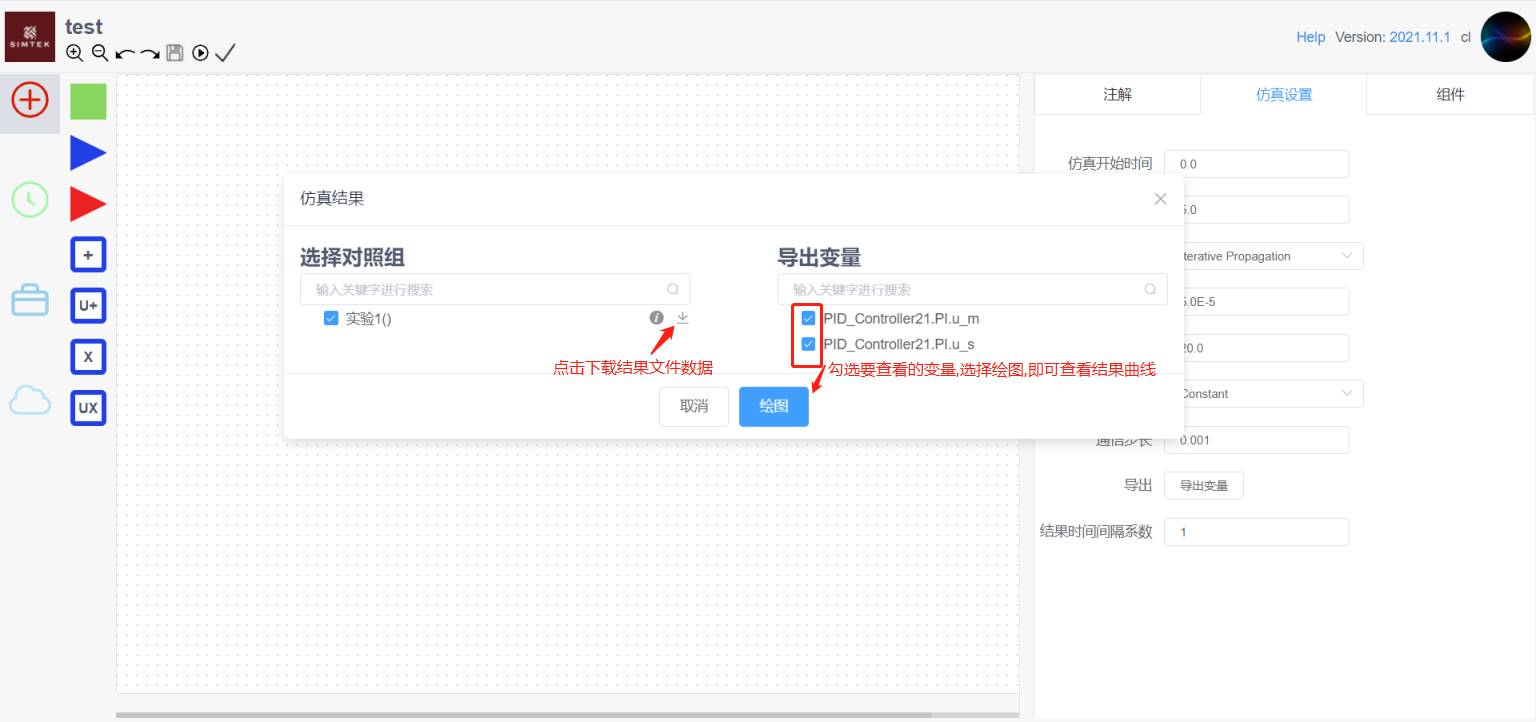 SIMTEK
test
Help Version: 2021.11.1 cl
+
U+
X
UX
注解 仿真设置 组件
仿真开始时间 0.0
5.0
terative Propagation
5.0E-5
20.0
Constant
通信步长 0.001
导出 导出变量
结果时间间隔系数 1
仿真结果
选择对照组
输入关键字进行搜索
实验1()
点击下载结果文件数据
导出变量
输入关键字进行搜索
PID_Controller21.PI.u_m
PID_Controller21.PI.u_s
勾选要查看的变量,选择绘图,即可查看结果曲线
取消 绘图